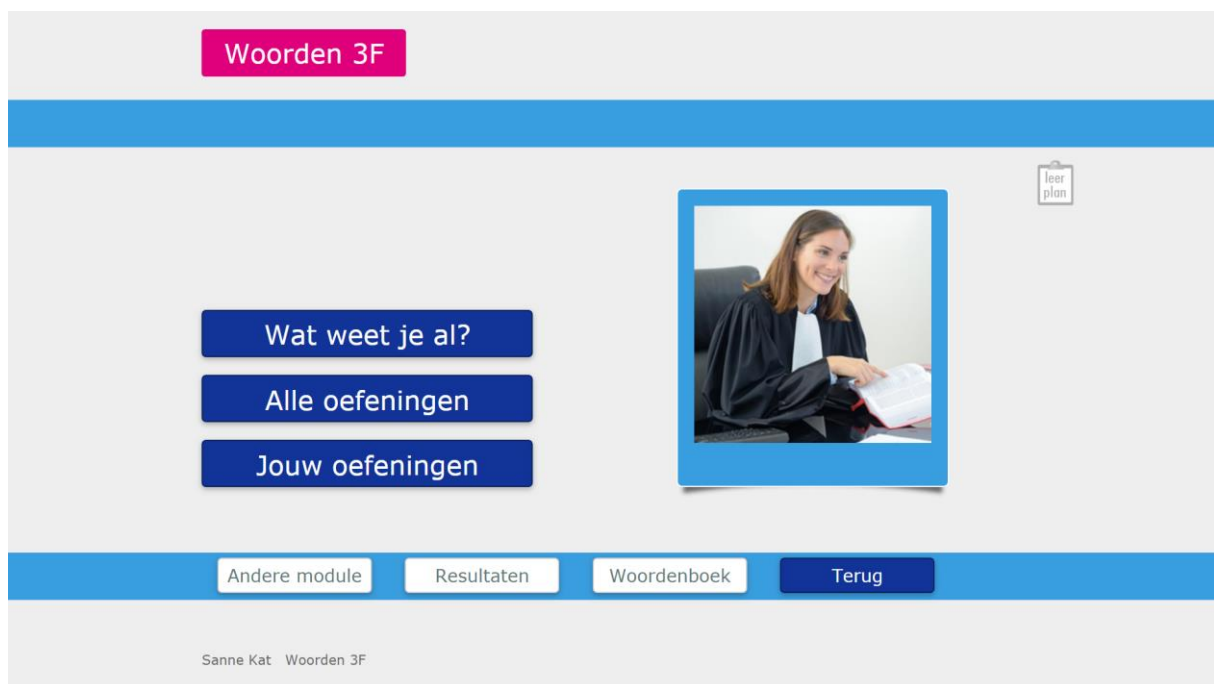 Woorden 3F
leer
plan
Wat weet je al?
Alle oefeningen
Jouw oefeningen
Andere module
Resultaten
Woordenboek
Terug
Sanne Kat Woorden 3F